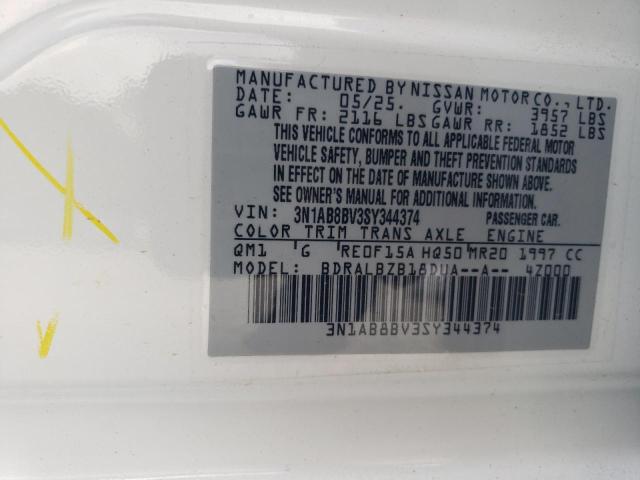 MANUFACTURED BY NISSAN MOTOR CO., LTD.
DATE: 05/25. GVWR: 3957 LBS
GAWR FR: 2116 LBS GAWR RR: 1852 LBS
THIS VEHICLE CONFORMS TO ALL APPLICABLE FEDERAL MOTOR
VEHICLE SAFETY, BUMPER AND THEFT PREVENTION STANDARDS
IN EFFECT ON THE DATE OF MANUFACTURE SHOWN ABOVE.
SEE OWNER'S MANUAL FOR ADDITIONAL INFORMATION
VIN: 3N1AB8BV3SY344374 PASSENGER CAR.
COLOR TRIM TRANS AXLE ENGINE
QM1 'G RE0F15A HQ50 MR20 1997 CC
MODEL: BDRALBZB18DUA--A-- 4Z000
3N1AB8BV3SY344374